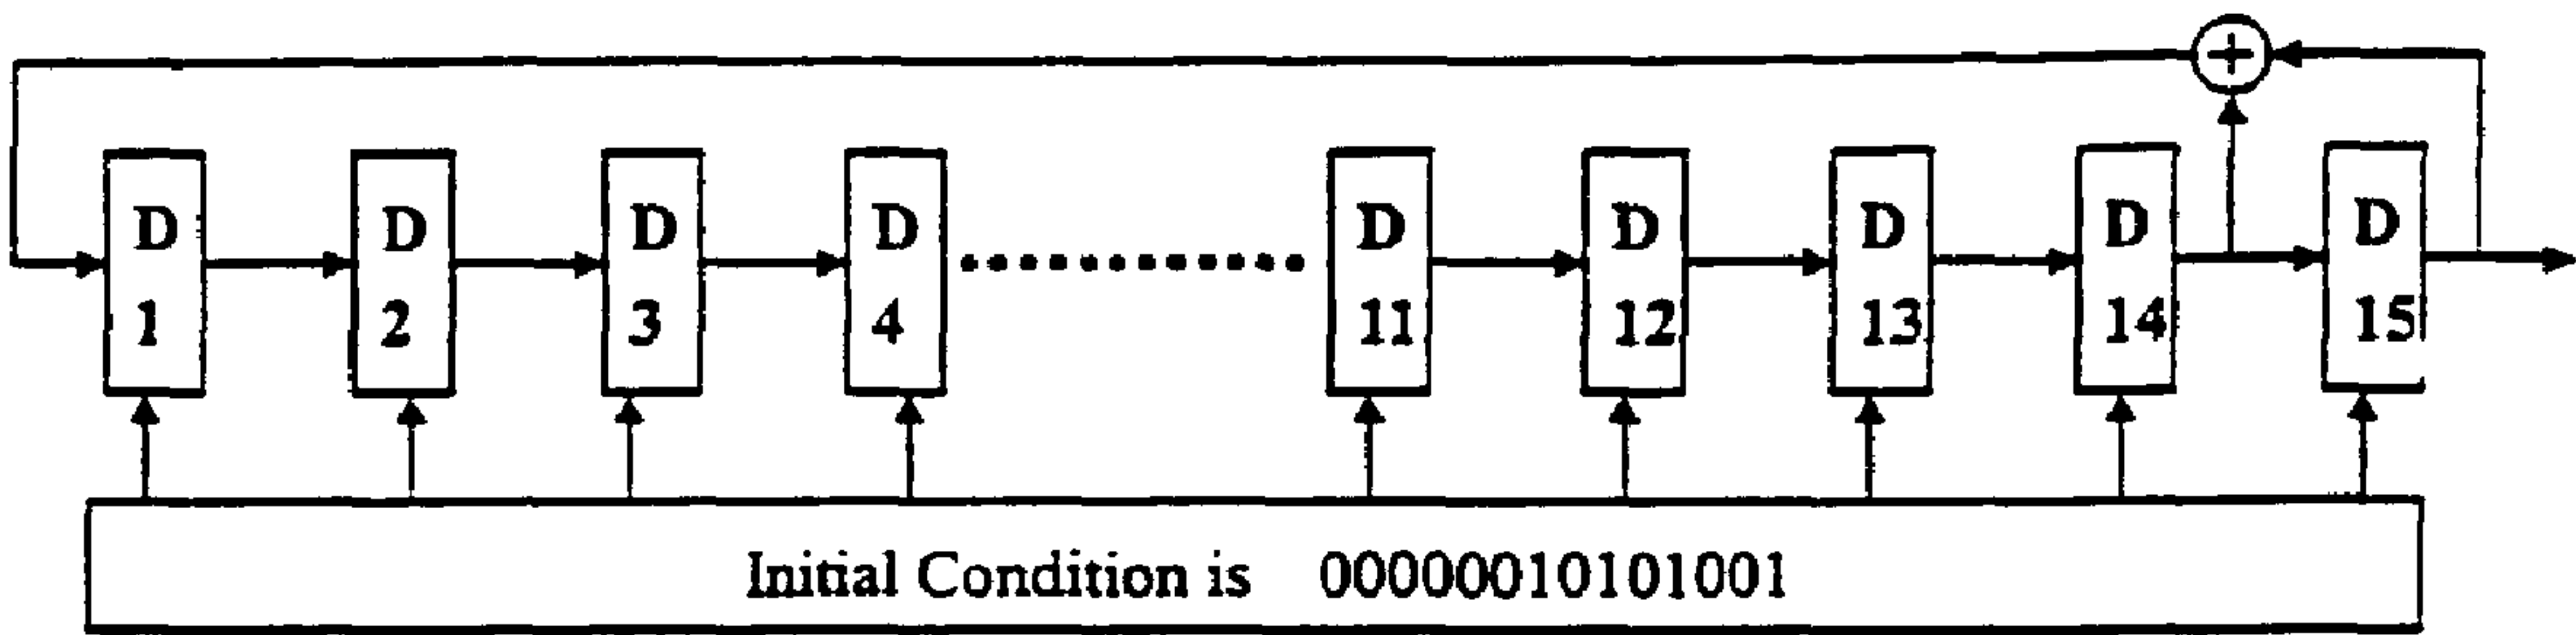 +
D D D D D D D D D
1 2 3 4 11 12 13 14 15
Initial Condition is 00000010101001